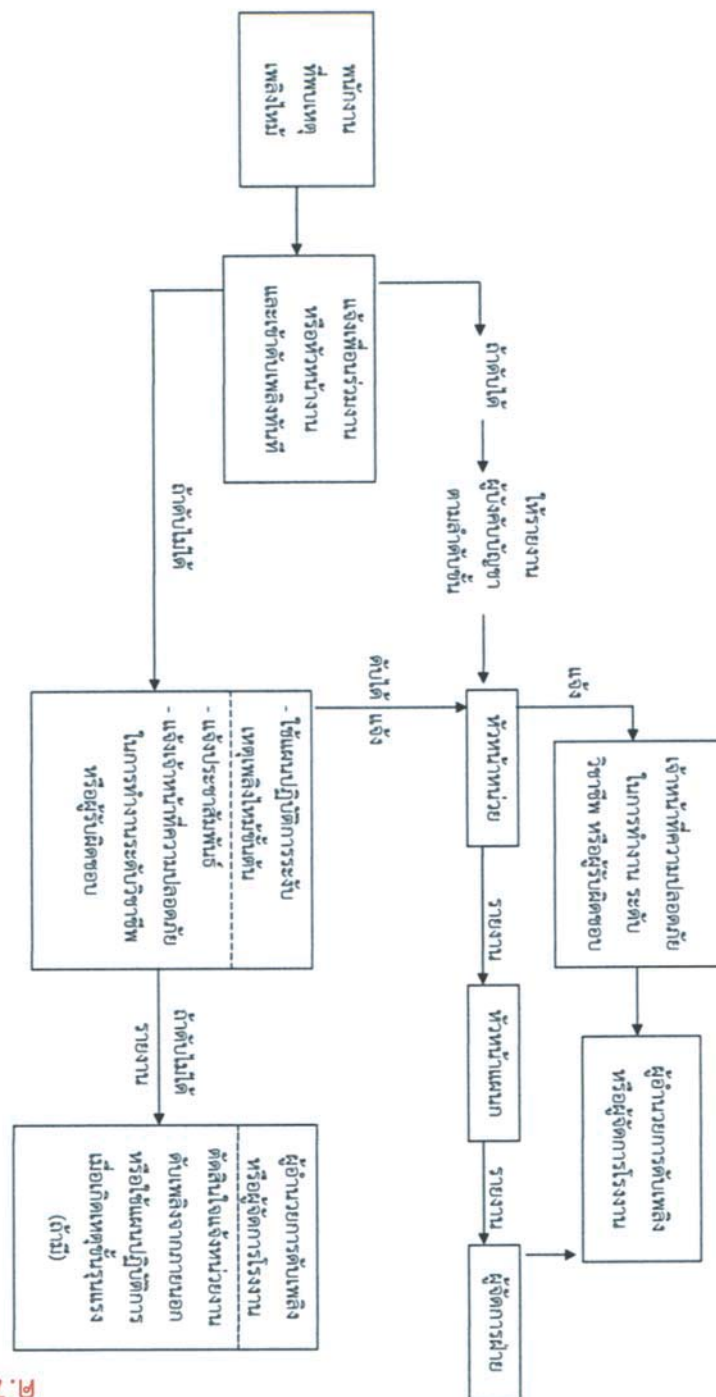 พนักงาน
ที่พบเหตุ
เพลิงไหม้
แจ้งเพื่อนร่วมงาน
หรือหัวหน้างาน
และเข้าดับเพลิงทันที
ถ้าดับได้
ให้รายงาน
ผู้บังคับบัญชา
ตามลำดับขั้น
หัวหน้าหน่วย
แจ้ง
เจ้าหน้าที่ความปลอดภัย
ในการทำงาน ระดับ
วิชาชีพ หรือผู้รับผิดชอบ
ผู้อำนวยการดับเพลิง
หรือผู้จัดการโรงงาน
รายงาน
หัวหน้าแผนก
รายงาน
ผู้จัดการฝ่าย
ถ้าดับไม่ได้
- ใช้แผนปฏิบัติการระงับ
เหตุเพลิงไหม้ขั้นต้น
- แจ้งประชาสัมพันธ์
- แจ้งเจ้าหน้าที่ความปลอดภัย
ในการทำงานระดับวิชาชีพ
หรือผู้รับผิดชอบ
ดับได้ แจ้ง
ถ้าดับไม่ได้
รายงาน
ผู้อำนวยการดับเพลิง
หรือผู้จัดการโรงงาน
ตัดสินใจแจ้งหน่วยงาน
ดับเพลิงจากภายนอก
หรือใช้แผนปฏิบัติการ
เมื่อเกิดเหตุขั้นรุนแรง
(ถ้ามี)